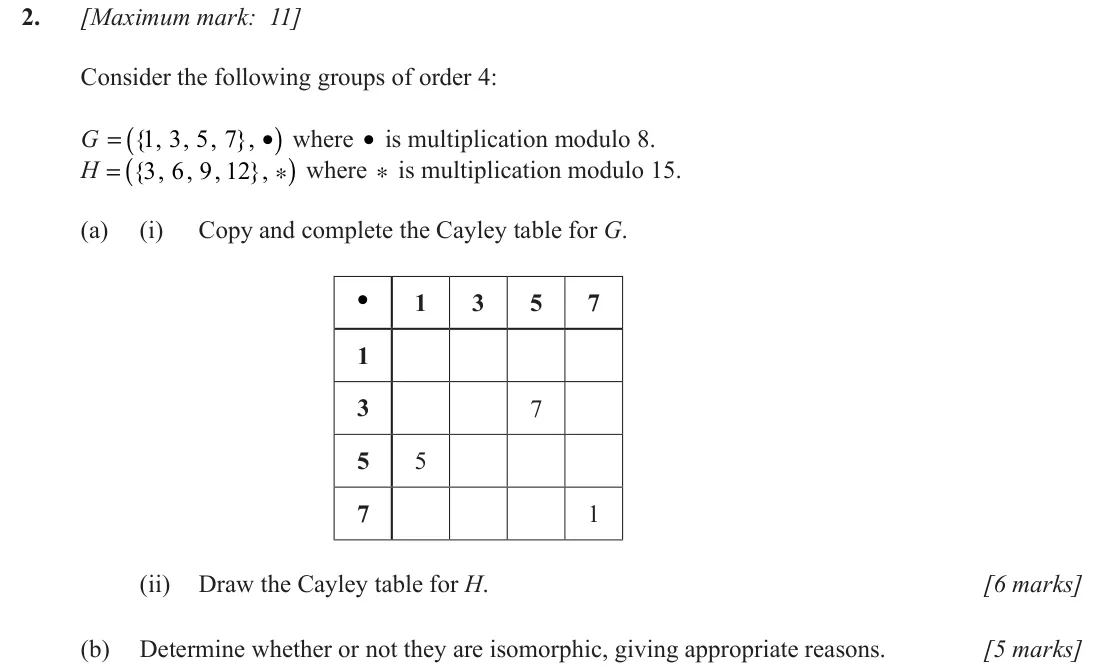 2. [Maximum mark: 11]
Consider the following groups of order 4:
G = ({1, 3, 5, 7}, •) where • is multiplication modulo 8.
H = ({3, 6, 9, 12}, *) where * is multiplication modulo 15.
(a) (i) Copy and complete the Cayley table for G.
• 1 3 5 7
1
3 7
5 5
7 1
(ii) Draw the Cayley table for H. [6 marks]
(b) Determine whether or not they are isomorphic, giving appropriate reasons. [5 marks]